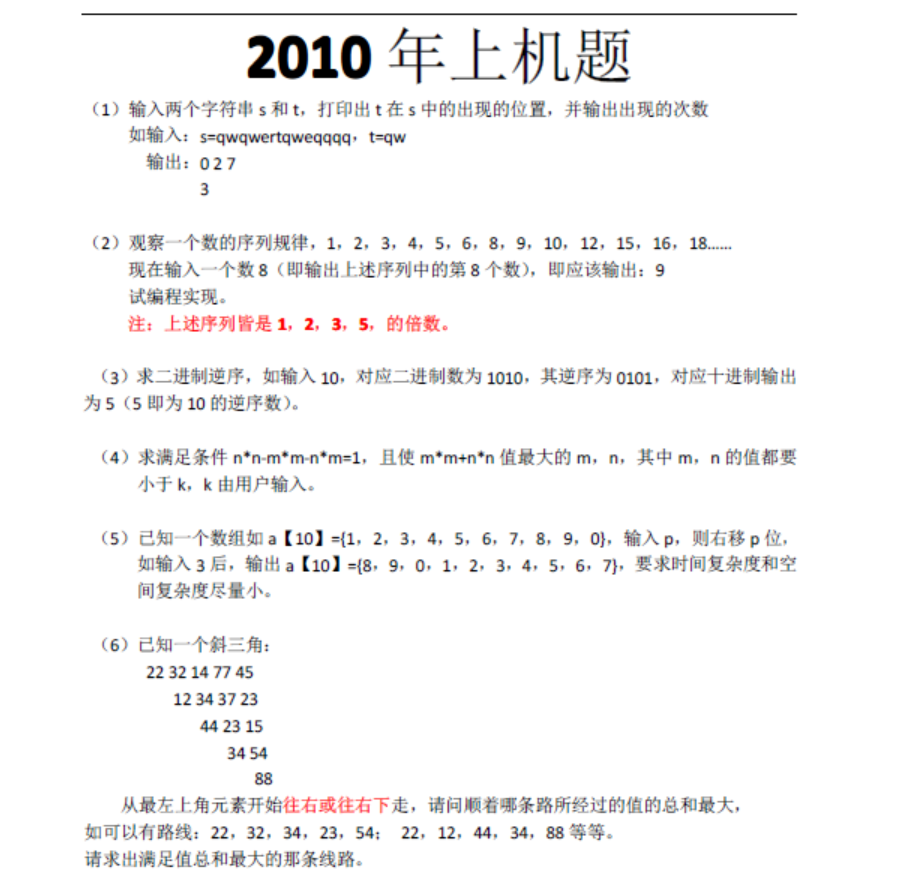 2010 年上机题
（1）输入两个字符串 s 和 t，打印出 t 在 s 中的出现的位置，并输出出现的次数
如输入：s=qwqwertqweqqqq，t=qw
输出：0 2 7
3
（2）观察一个数的序列规律，1，2，3，4，5，6，8，9，10，12，15，16，18……
现在输入一个数 8（即输出上述序列中的第 8 个数），即应该输出：9
试编程实现。
注：上述序列皆是 1，2，3，5，的倍数。
（3）求二进制逆序，如输入 10，对应二进制数为 1010，其逆序为 0101，对应十进制输出
为 5（5 即为 10 的逆序数）。
（4）求满足条件 n*n-m*m-n*m=1，且使 m*m+n*n 值最大的 m，n，其中 m，n 的值都要
小于 k，k 由用户输入。
（5）已知一个数组如 a【10】={1，2，3，4，5，6，7，8，9，0}，输入 p，则右移 p 位，
如输入 3 后，输出 a【10】={8，9，0，1，2，3，4，5，6，7}，要求时间复杂度和空
间复杂度尽量小。
（6）已知一个斜三角：
22 32 14 77 45
12 34 37 23
44 23 15
34 54
88
从最左上角元素开始往右或往右下走，请问顺着哪条路所经过的值的总和最大，
如可以有路线：22，32，34，23，54； 22，12，44，34，88 等等。
请求出满足值总和最大的那条线路。